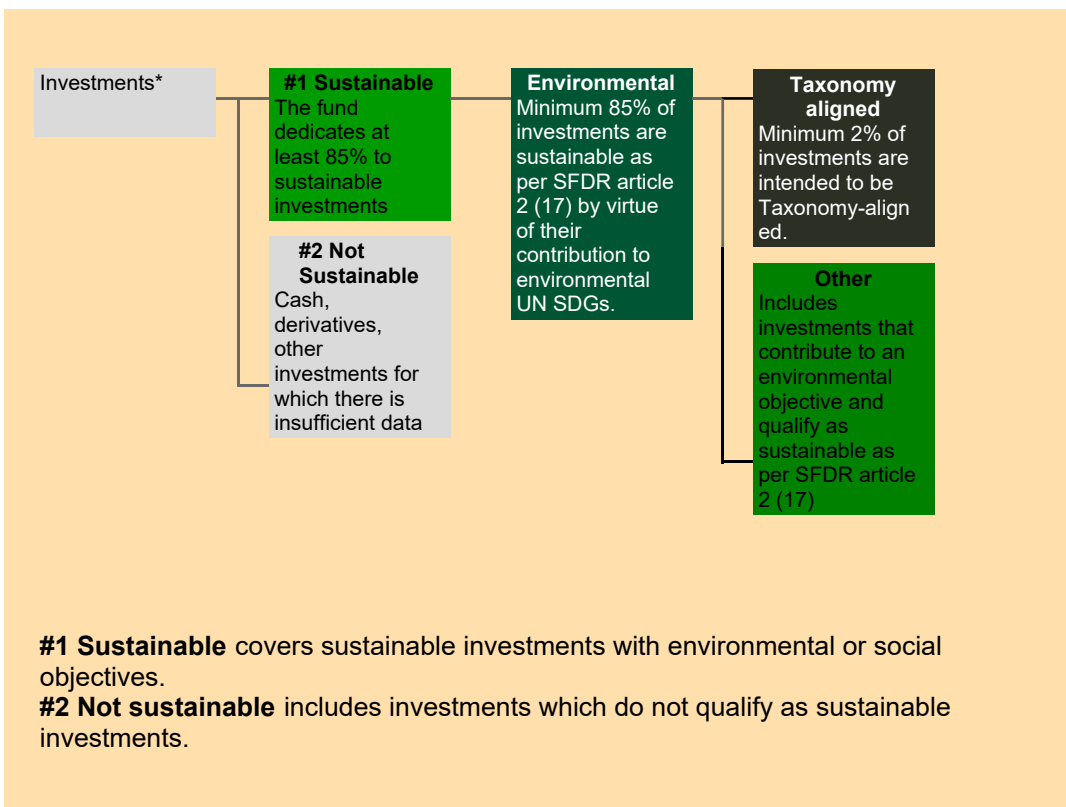 Investments*
#1 Sustainable
The fund
dedicates at
least 85% to
sustainable
investments
#2 Not
Sustainable
Cash,
derivatives,
other
investments for
which there is
insufficient data
Environmental
Minimum 85% of
investments are
sustainable as
per SFDR article
2 (17) by virtue
of their
contribution to
environmental
UN SDGs.
Taxonomy
aligned
Minimum 2% of
investments are
intended to be
Taxonomy-align
ed.
Other
Includes
investments that
contribute to an
environmental
objective and
qualify as
sustainable as
per SFDR article
2 (17)
#1 Sustainable covers sustainable investments with environmental or social
objectives.
#2 Not sustainable includes investments which do not qualify as sustainable
investments.